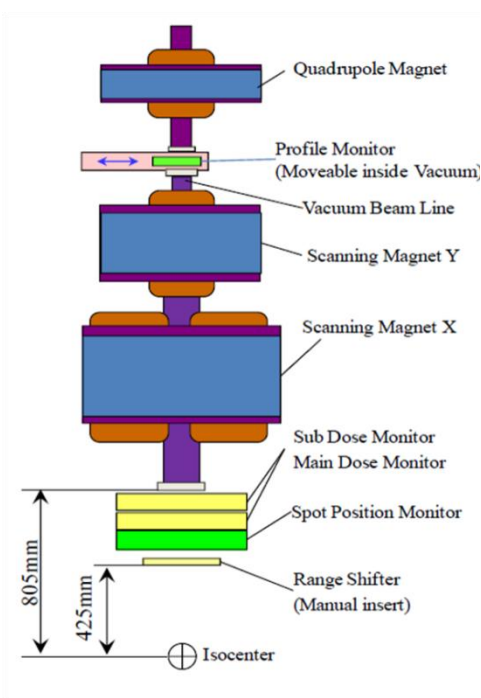 Quadrupole Magnet
Profile Monitor
(Moveable inside Vacuum)
Vacuum Beam Line
Scanning Magnet Y
Scanning Magnet X
Sub Dose Monitor
Main Dose Monitor
Spot Position Monitor
Range Shifter
(Manual insert)
805mm
425mm
Isocenter